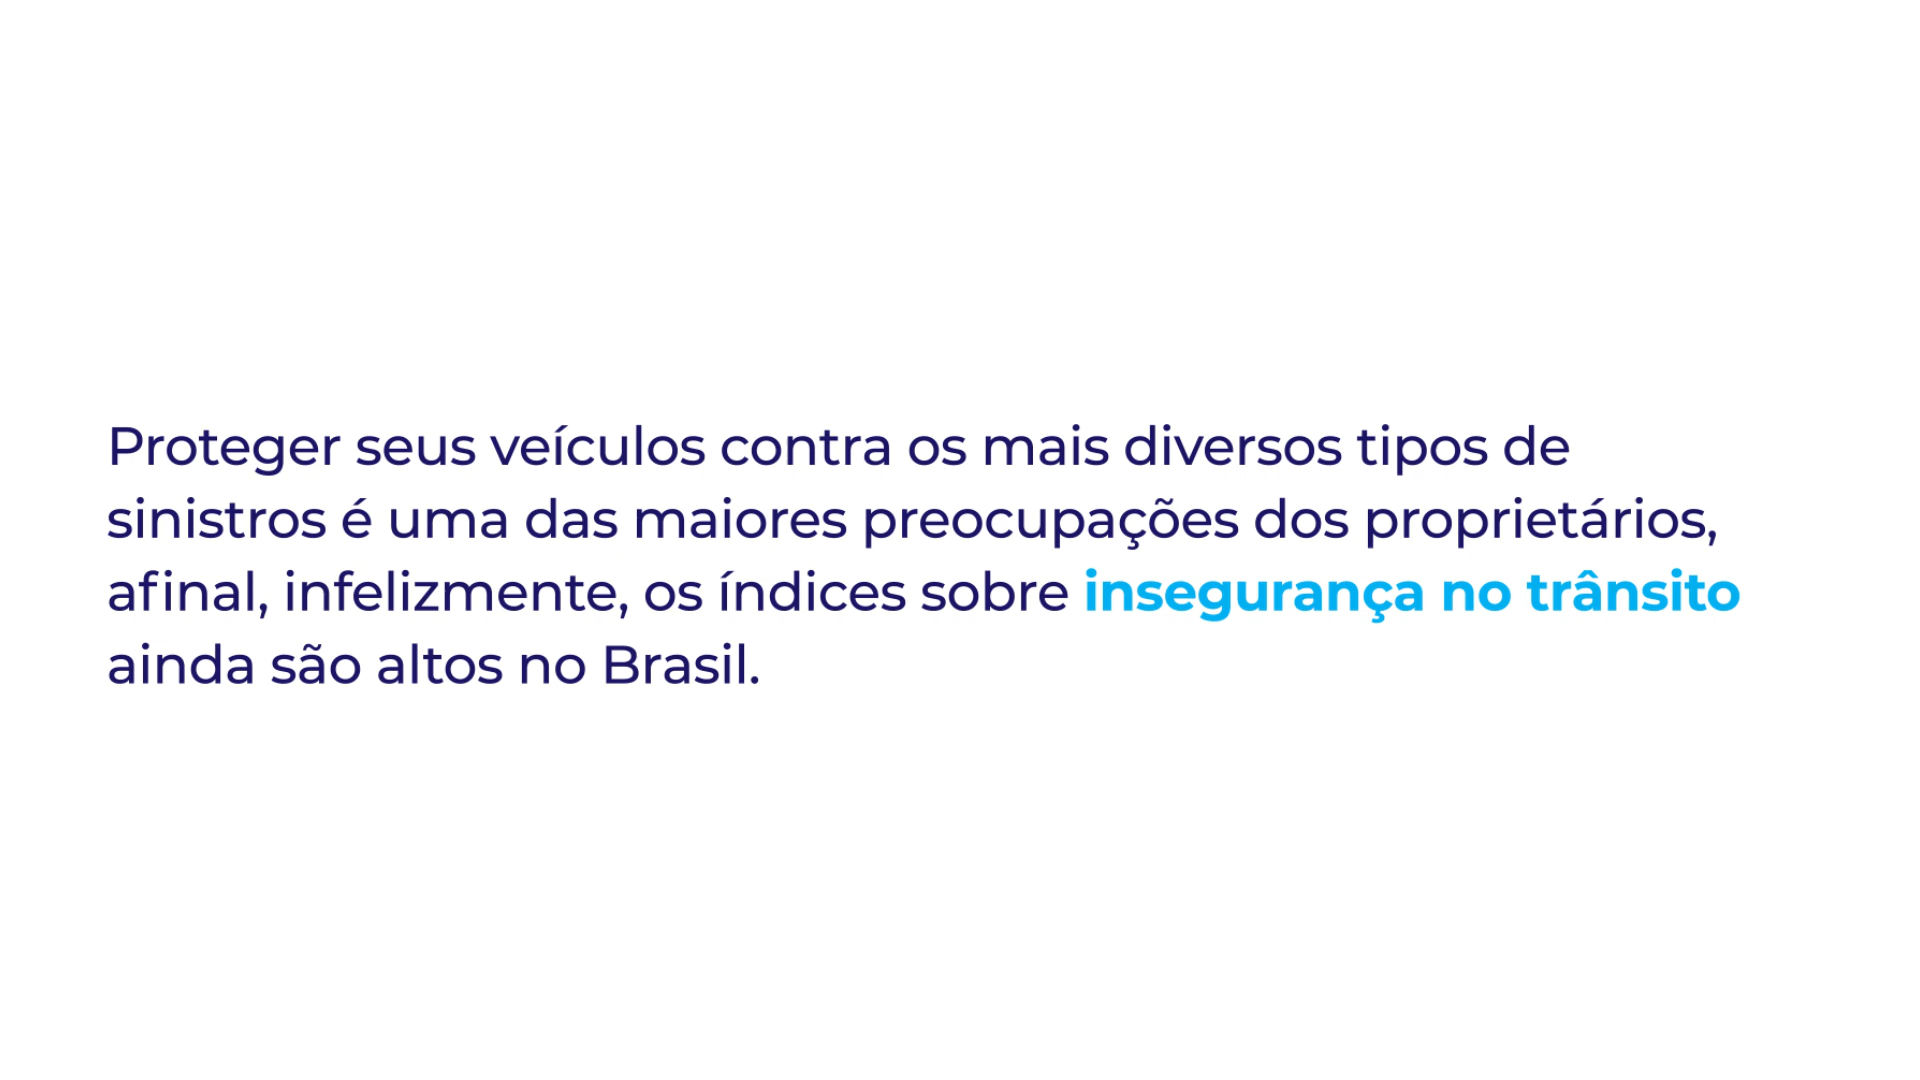 Proteger seus veículos contra os mais diversos tipos de
sinistros é uma das maiores preocupações dos proprietários,
afinal, infelizmente, os índices sobre insegurança no trânsito
ainda são altos no Brasil.